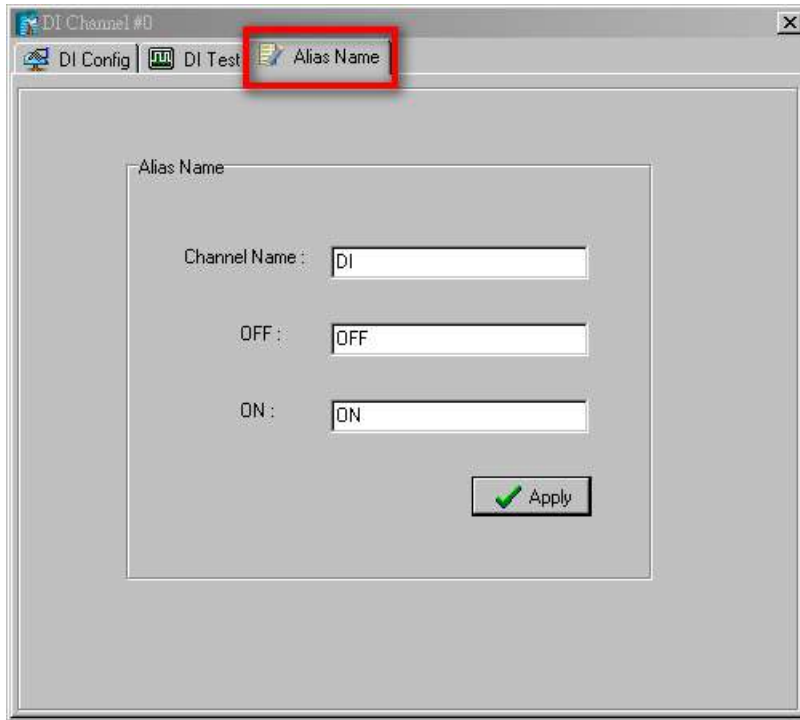 DI Channel #0
DI Config DI Test Alias Name
Alias Name
Channel Name : DI
OFF : OFF
ON : ON
Apply